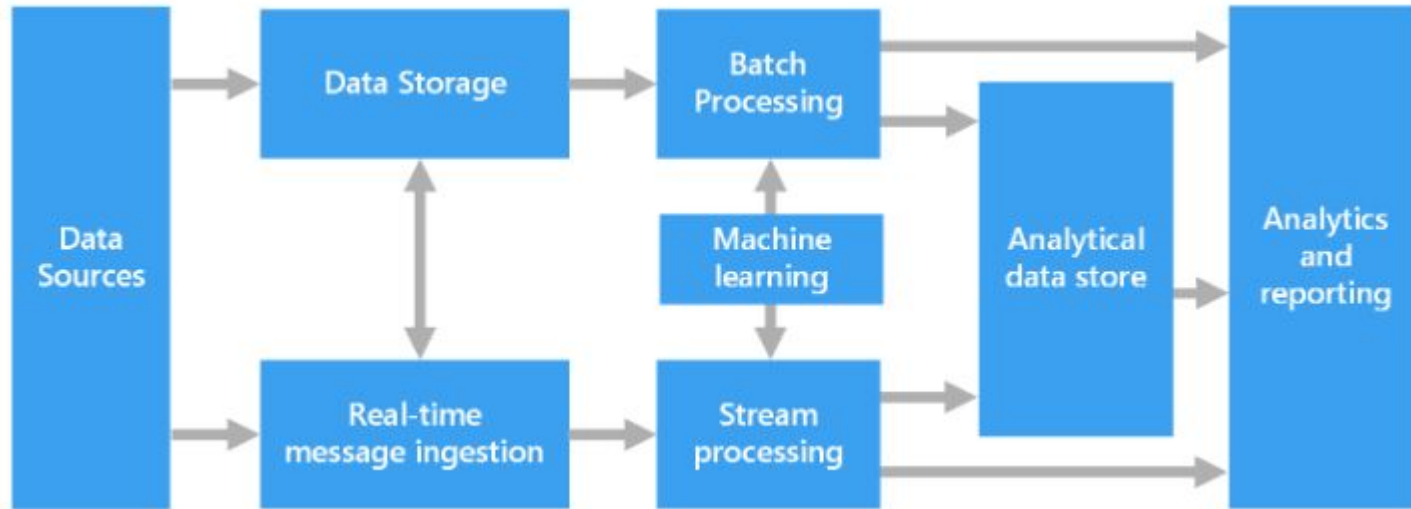 Data
Sources
Data Storage
Real-time
message ingestion
Batch
Processing
Machine
learning
Stream
processing
Analytical
data store
Analytics
and
reporting